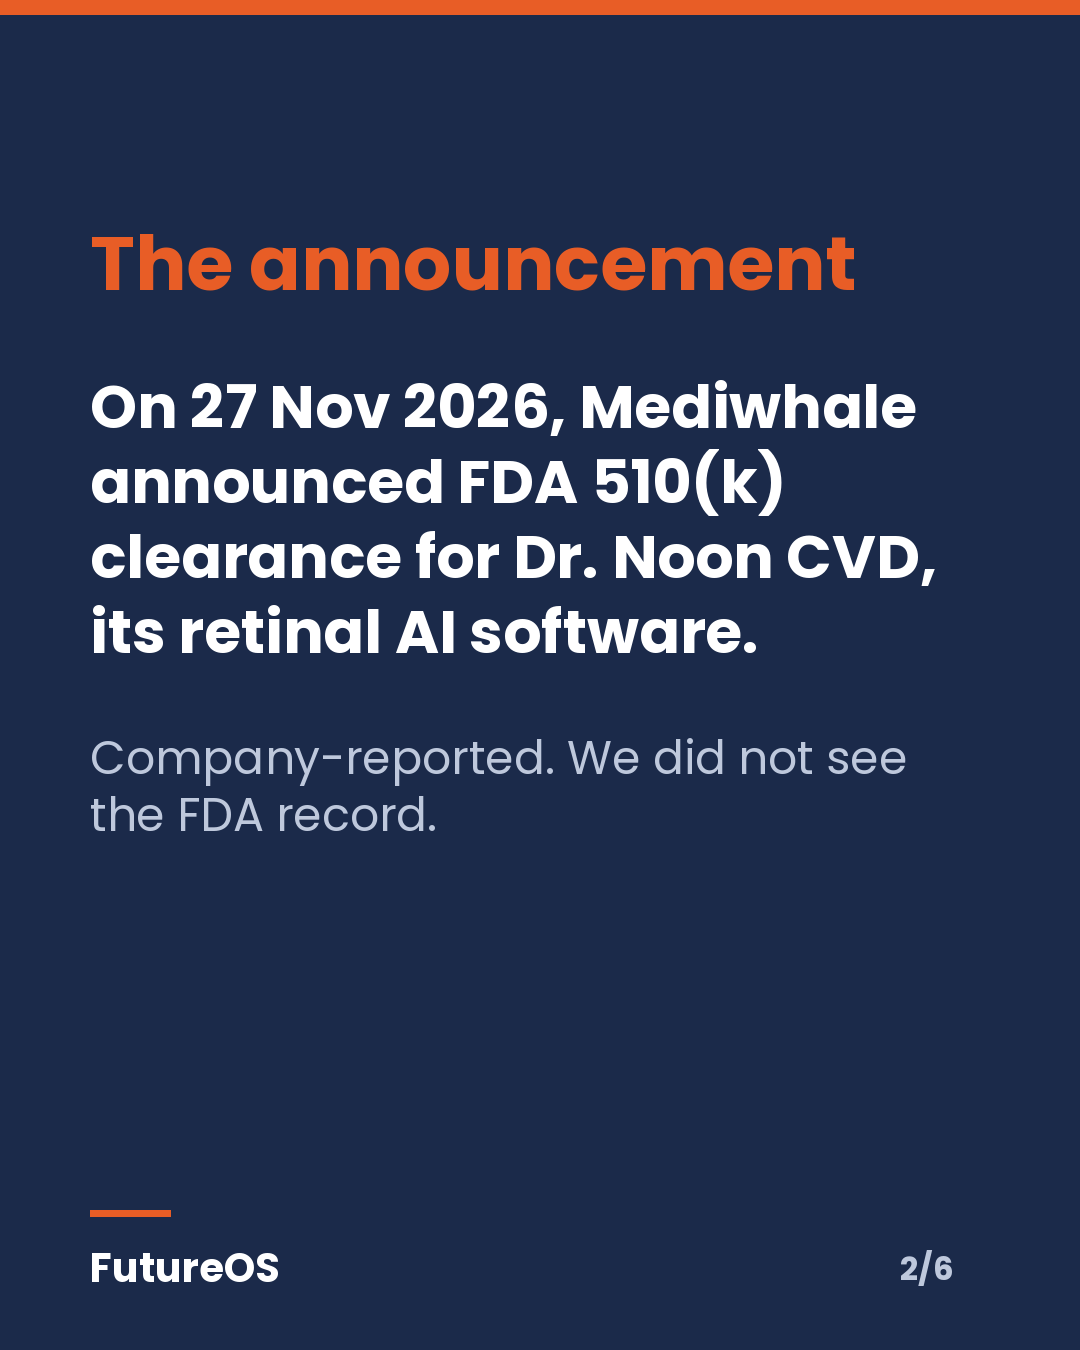 The announcement
On 27 Nov 2026, Mediwhale
announced FDA 510(k)
clearance for Dr. Noon CVD,
its retinal AI software.
Company-reported. We did not see
the FDA record.
FutureOS
2/6